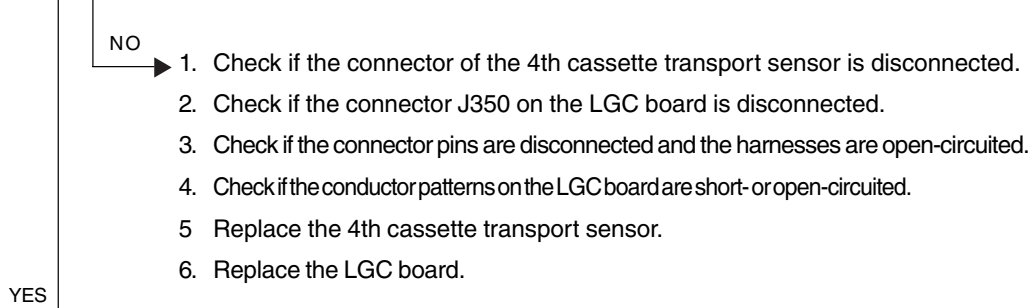 NO
1. Check if the connector of the 4th cassette transport sensor is disconnected.
2. Check if the connector J350 on the LGC board is disconnected.
3. Check if the connector pins are disconnected and the harnesses are open-circuited.
4. Check if the conductor patterns on the LGC board are short- or open-circuited.
5 Replace the 4th cassette transport sensor.
6. Replace the LGC board.
YES